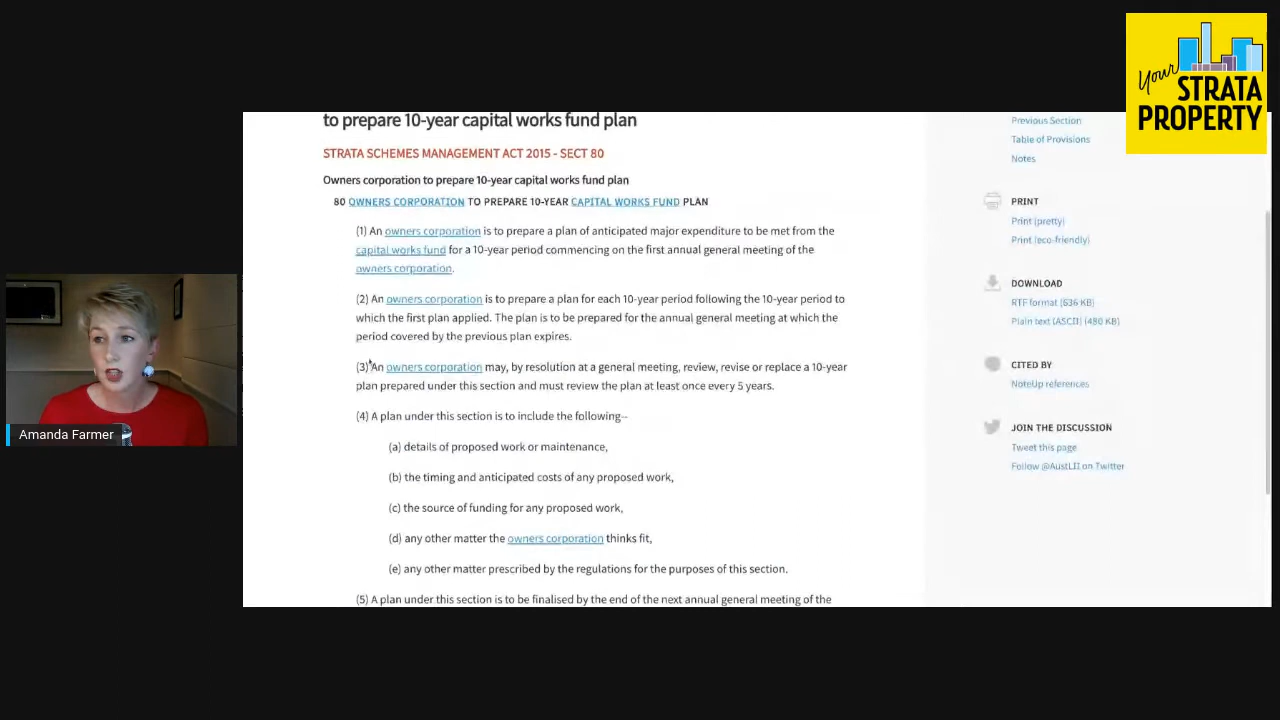 Your
STRATA
PROPERTY
to prepare 10-year capital works fund plan
STRATA SCHEMES MANAGEMENT ACT 2015 - SECT 80
Owners corporation to prepare 10-year capital works fund plan
80 OWNERS CORPORATION TO PREPARE 10-YEAR CAPITAL WORKS FUND PLAN
(1) An owners corporation is to prepare a plan of anticipated major expenditure to be met from the
capital works fund for a 10-year period commencing on the first annual general meeting of the
owners corporation.
(2) An owners corporation is to prepare a plan for each 10-year period following the 10-year period to
which the first plan applied. The plan is to be prepared for the annual general meeting at which the
period covered by the previous plan expires.
(3) An owners corporation may, by resolution at a general meeting, review, revise or replace a 10-year
plan prepared under this section and must review the plan at least once every 5 years.
(4) A plan under this section is to include the following--
(a) details of proposed work or maintenance,
(b) the timing and anticipated costs of any proposed work,
(c) the source of funding for any proposed work,
(d) any other matter the owners corporation thinks fit,
(e) any other matter prescribed by the regulations for the purposes of this section.
(5) A plan under this section is to be finalised by the end of the next annual general meeting of the
Previous Section
Table of Provisions
Notes
PRINT
Print (pretty)
Print (eco-friendly)
DOWNLOAD
RTF format (636 KB)
Plain text (ASCII) (480 KB)
CITED BY
NoteUp references
JOIN THE DISCUSSION
Tweet this page
Follow @AustLII on Twitter
Amanda Farmer